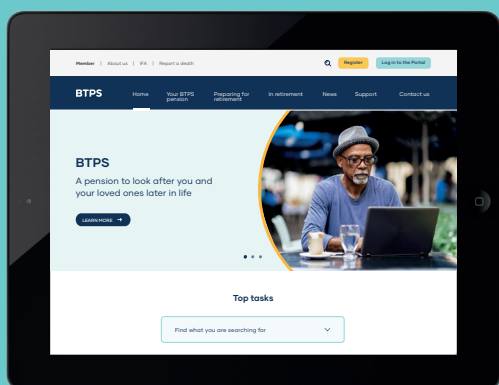 Member | About us | IFA | Report a death
Register
Log in to the Portal
BTPS
Home
Your BTPS pension
Preparing for retirement
In retirement
News
Support
Contact us
BTPS
A pension to look after you and
your loved ones later in life
LEARN MORE →
Top tasks
Find what you are searching for